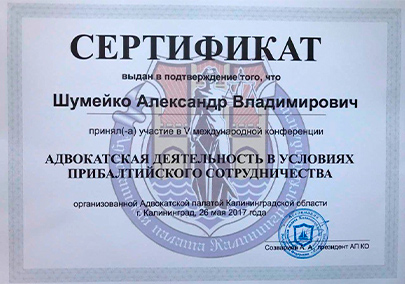 СЕРТИФИКАТ
выдан в подтверждение того, что
Шумейко Александр Владимирович
принял(-а) участие в V международной конференции
АДВОКАТСКАЯ ДЕЯТЕЛЬНОСТЬ В УСЛОВИЯХ
ПРИБАЛТИЙСКОГО СОТРУДНИЧЕСТВА
организованной Адвокатской палатой Калининградской области
г. Калининград, 26 мая 2017 года
А. А., президент АП КО